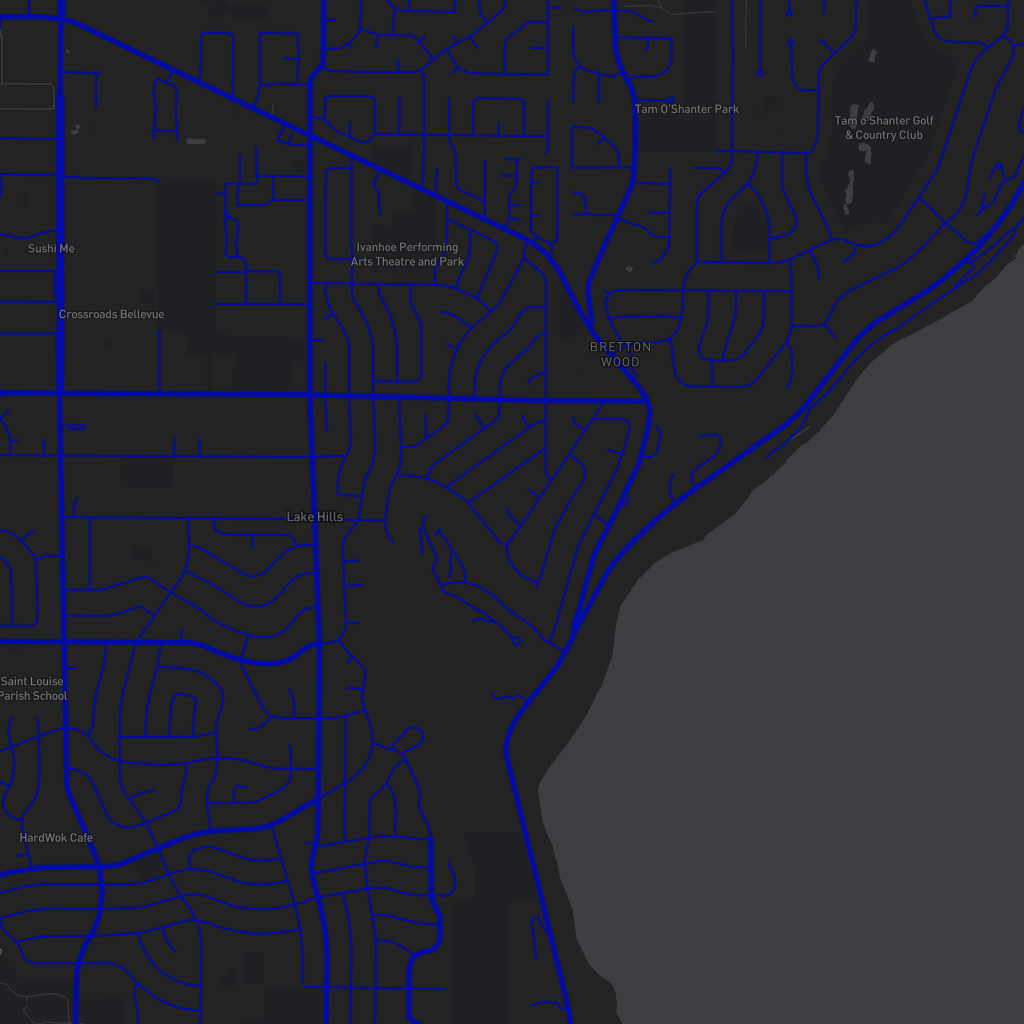 Tam O'Shanter Park
Tam o'Shanter Golf
& Country Club
Sushi Me
Ivanhoe Performing
Arts Theatre and Park
Crossroads Bellevue
BRETTON
WOOD
Lake Hills
Saint Louise
Parish School
HardWok Cafe